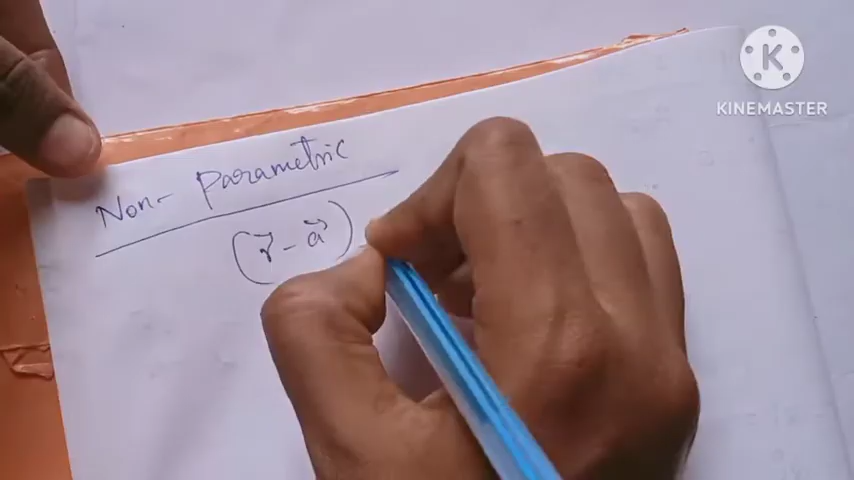 KINEMASTER
Non-Parametric
(r⃗ - a⃗)